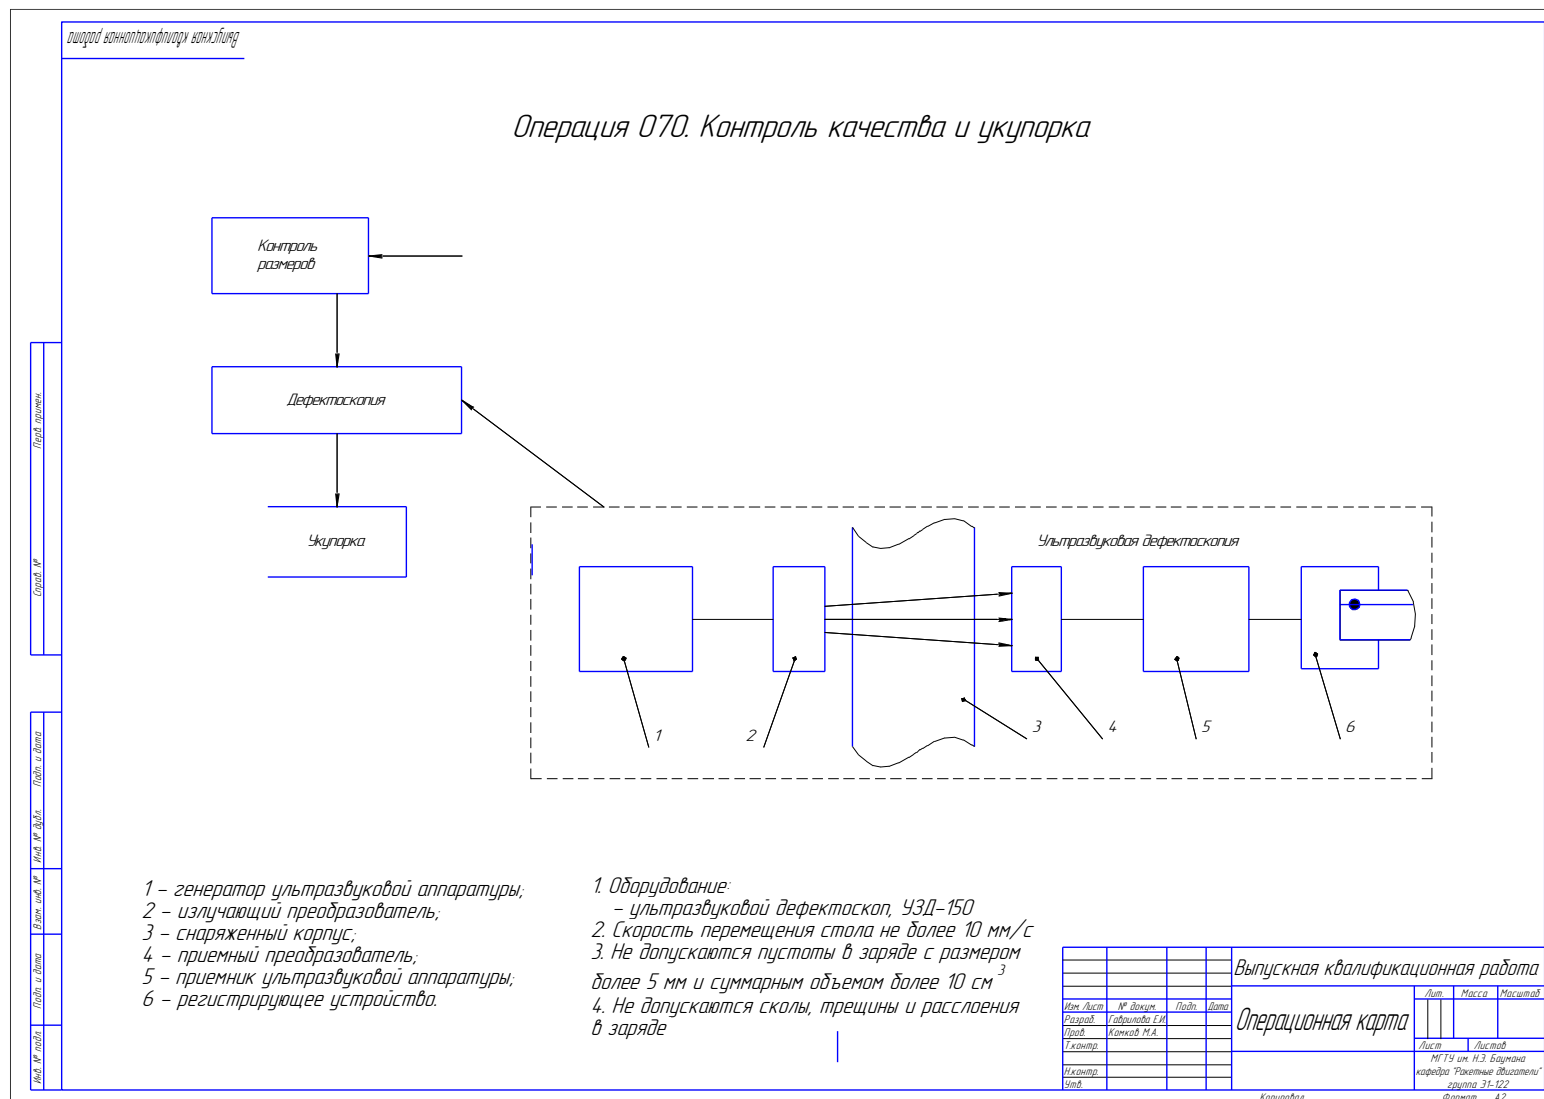 Выпускная квалификационная работа
Операция 070. Контроль качества и укупорка
Контроль
размеров
Дефектоскопия
Укупорка
Ультразвуковая дефектоскопия
1
2
3
4
5
6
1 – генератор ультразвуковой аппаратуры;
2 – излучающий преобразователь;
3 – снаряженный корпус;
4 – приемный преобразователь;
5 – приемник ультразвуковой аппаратуры;
6 – регистрирующее устройство.
1. Оборудование:
– ультразвуковой дефектоскоп, УЗД-150
2. Скорость перемещения стола не более 10 мм/с
3. Не допускаются пустоты в заряде с размером
более 5 мм и суммарным объемом более 10 см³
4. Не допускаются сколы, трещины и расслоения
в заряде
Перв. примен.
Справ. №
Подп. и дата
Инв. № дубл.
Взам. инв. №
Подп. и дата
Инв. № подл.
Выпускная квалификационная работа
Изм. Лист № докум. Подп. Дата
Разраб. Гаврилова Е.И.
Пров. Комков М.А.
Т.контр.
Н.контр.
Утв.
Операционная карта
Лит. Масса Масштаб
Лист Листов
МГТУ им. Н.Э. Баумана
кафедра "Ракетные двигатели"
группа Э1-122
Копировал Формат А2